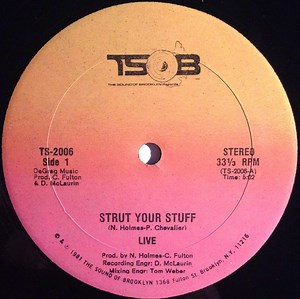 TSOB
THE SOUND OF BROOKLYN
TS-2006
Side 1
DeGreg Music
Prod. C. Fulton
& D. McLaurin
STEREO
33⅓ RPM
(TS-2006-A)
Time: 6:02
STRUT YOUR STUFF
(N. Holmes-P. Chevalier)
LIVE
Prod. by N. Holmes-C. Fulton
Recording Engr: D. McLaurin
Mixing Engr: Tom Weber
1981 THE SOUND OF BROOKLYN 1368 Fulton St. Brooklyn, N.Y. 11216